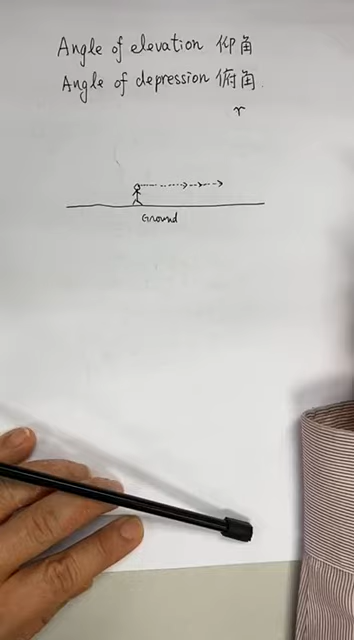 Angle of elevation 仰角
Angle of depression 俯角.
r
Ground